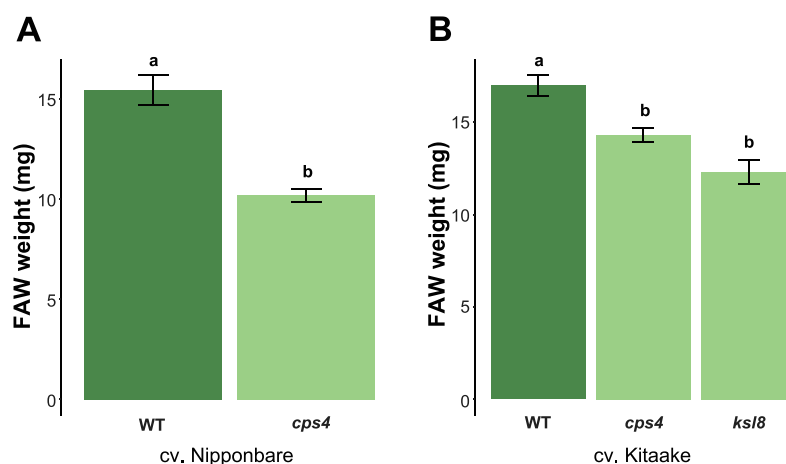 A
FAW weight (mg)
15
10
5
0
a
b
WT
cps4
cv. Nipponbare
B
FAW weight (mg)
15
10
5
0
a
b
b
WT
cps4
ksl8
cv. Kitaake